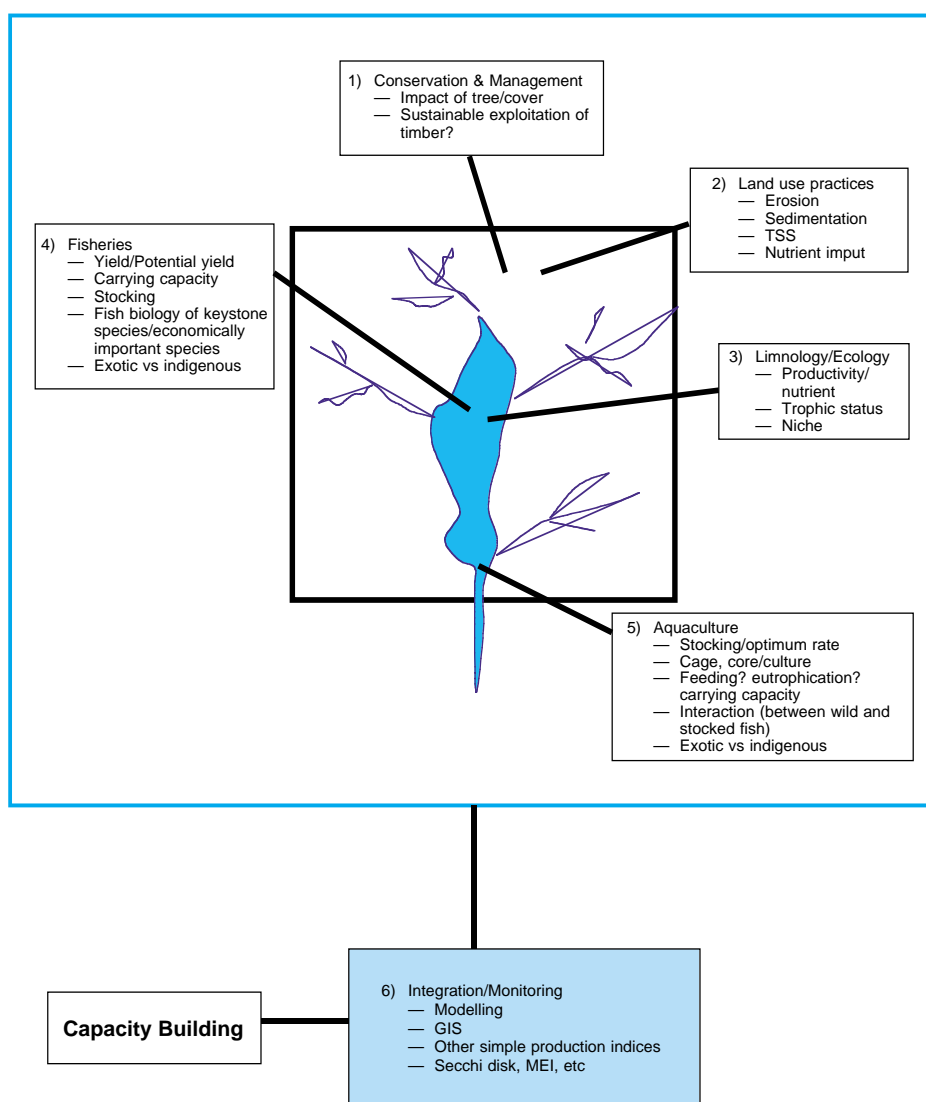 1) Conservation & Management
— Impact of tree/cover
— Sustainable exploitation of
timber?
2) Land use practices
— Erosion
— Sedimentation
— TSS
— Nutrient imput
4) Fisheries
— Yield/Potential yield
— Carrying capacity
— Stocking
— Fish biology of keystone
species/economically
important species
— Exotic vs indigenous
3) Limnology/Ecology
— Productivity/
nutrient
— Trophic status
— Niche
5) Aquaculture
— Stocking/optimum rate
— Cage, core/culture
— Feeding? eutrophication?
carrying capacity
— Interaction (between wild and
stocked fish)
— Exotic vs indigenous
6) Integration/Monitoring
— Modelling
— GIS
— Other simple production indices
— Secchi disk, MEI, etc
Capacity Building